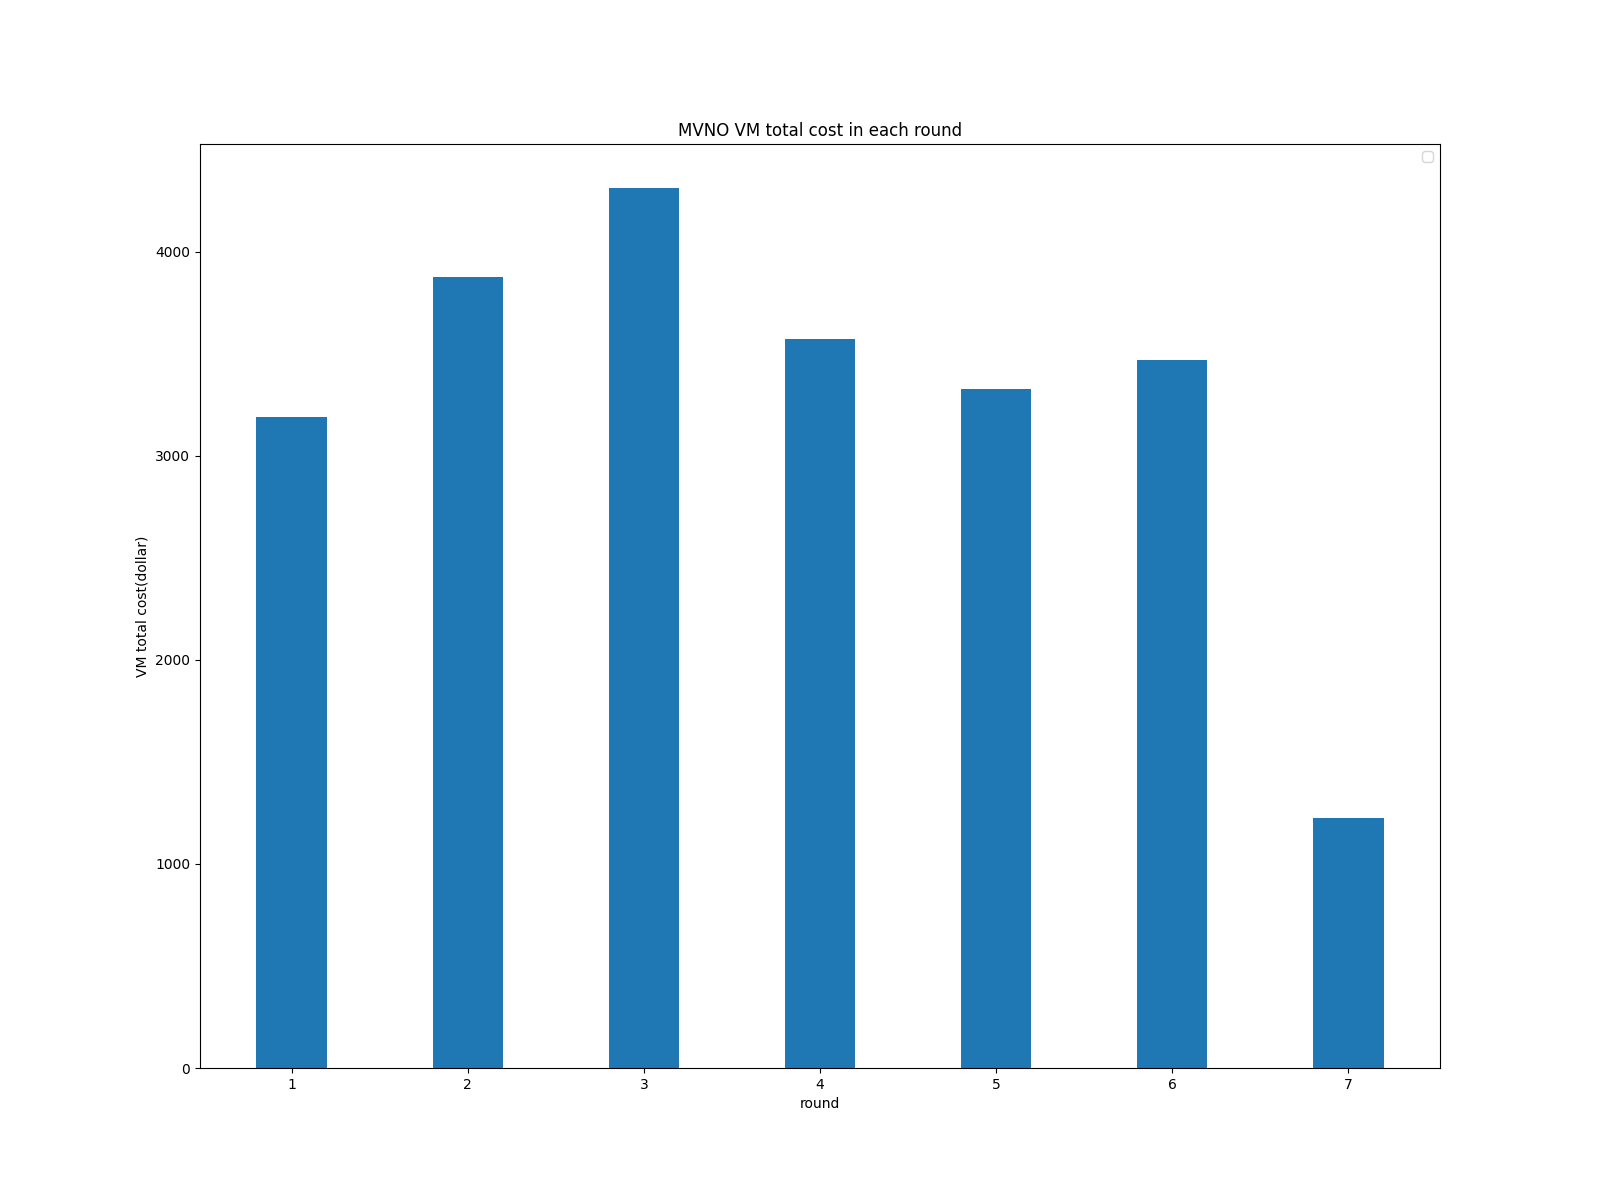 MVNO VM total cost in each round
VM total cost(dollar)
4000
3000
2000
1000
0
1 2 3 4 5 6 7
round